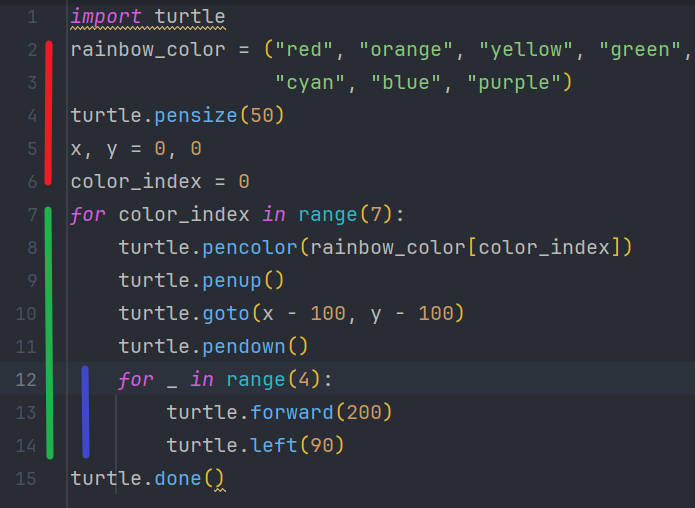 1 import turtle
2 rainbow_color = ("red", "orange", "yellow", "green",
3                  "cyan", "blue", "purple")
4 turtle.pensize(50)
5 x, y = 0, 0
6 color_index = 0
7 for color_index in range(7):
8     turtle.pencolor(rainbow_color[color_index])
9     turtle.penup()
10     turtle.goto(x - 100, y - 100)
11     turtle.pendown()
12     for _ in range(4):
13         turtle.forward(200)
14         turtle.left(90)
15 turtle.done()